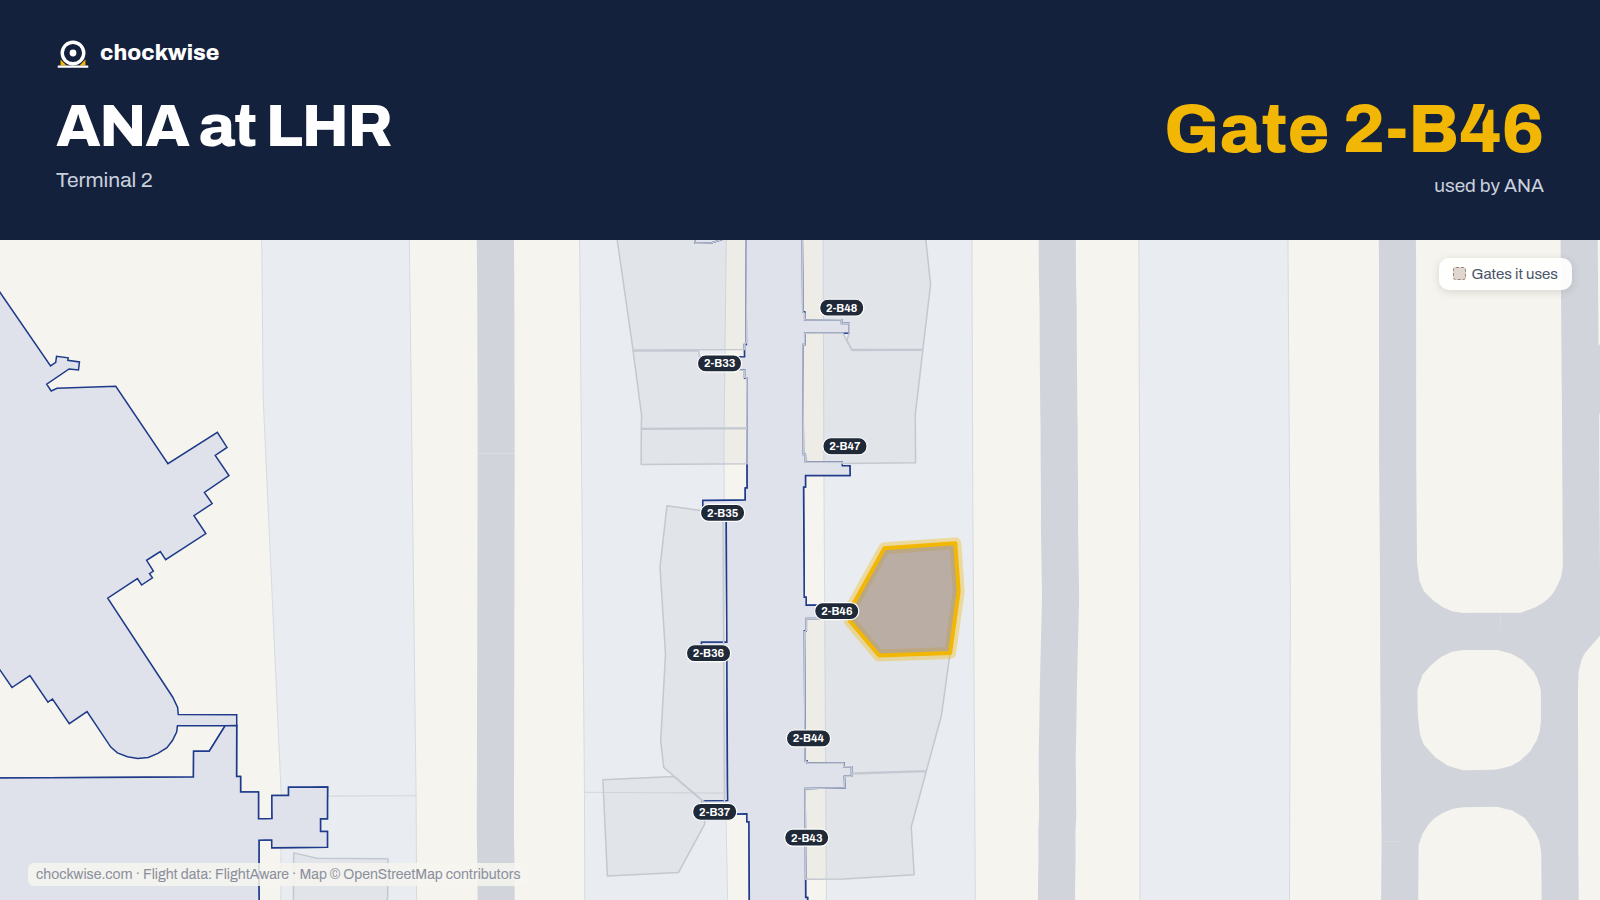 chockwise
ANA at LHR
Terminal 2
Gate 2-B46
used by ANA
Gates it uses
2-B48
2-B33
2-B47
2-B35
2-B46
2-B36
2-B44
2-B37
2-B43
chockwise.com · Flight data: FlightAware · Map © OpenStreetMap contributors